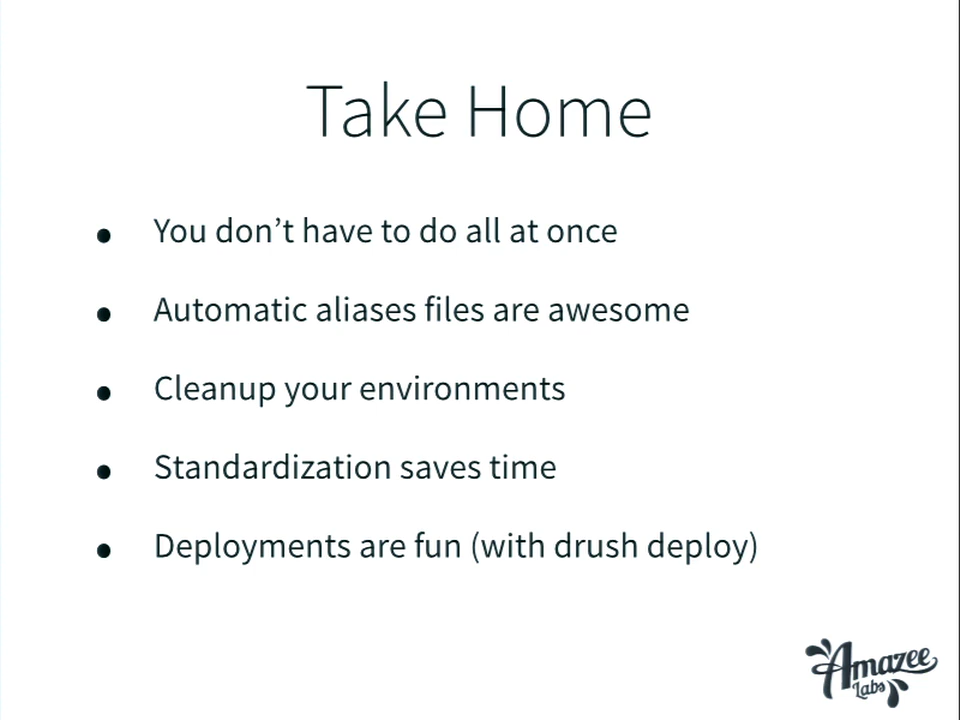 Take Home
• You don’t have to do all at once
• Automatic aliases files are awesome
• Cleanup your environments
• Standardization saves time
• Deployments are fun (with drush deploy)
Amazee
Labs